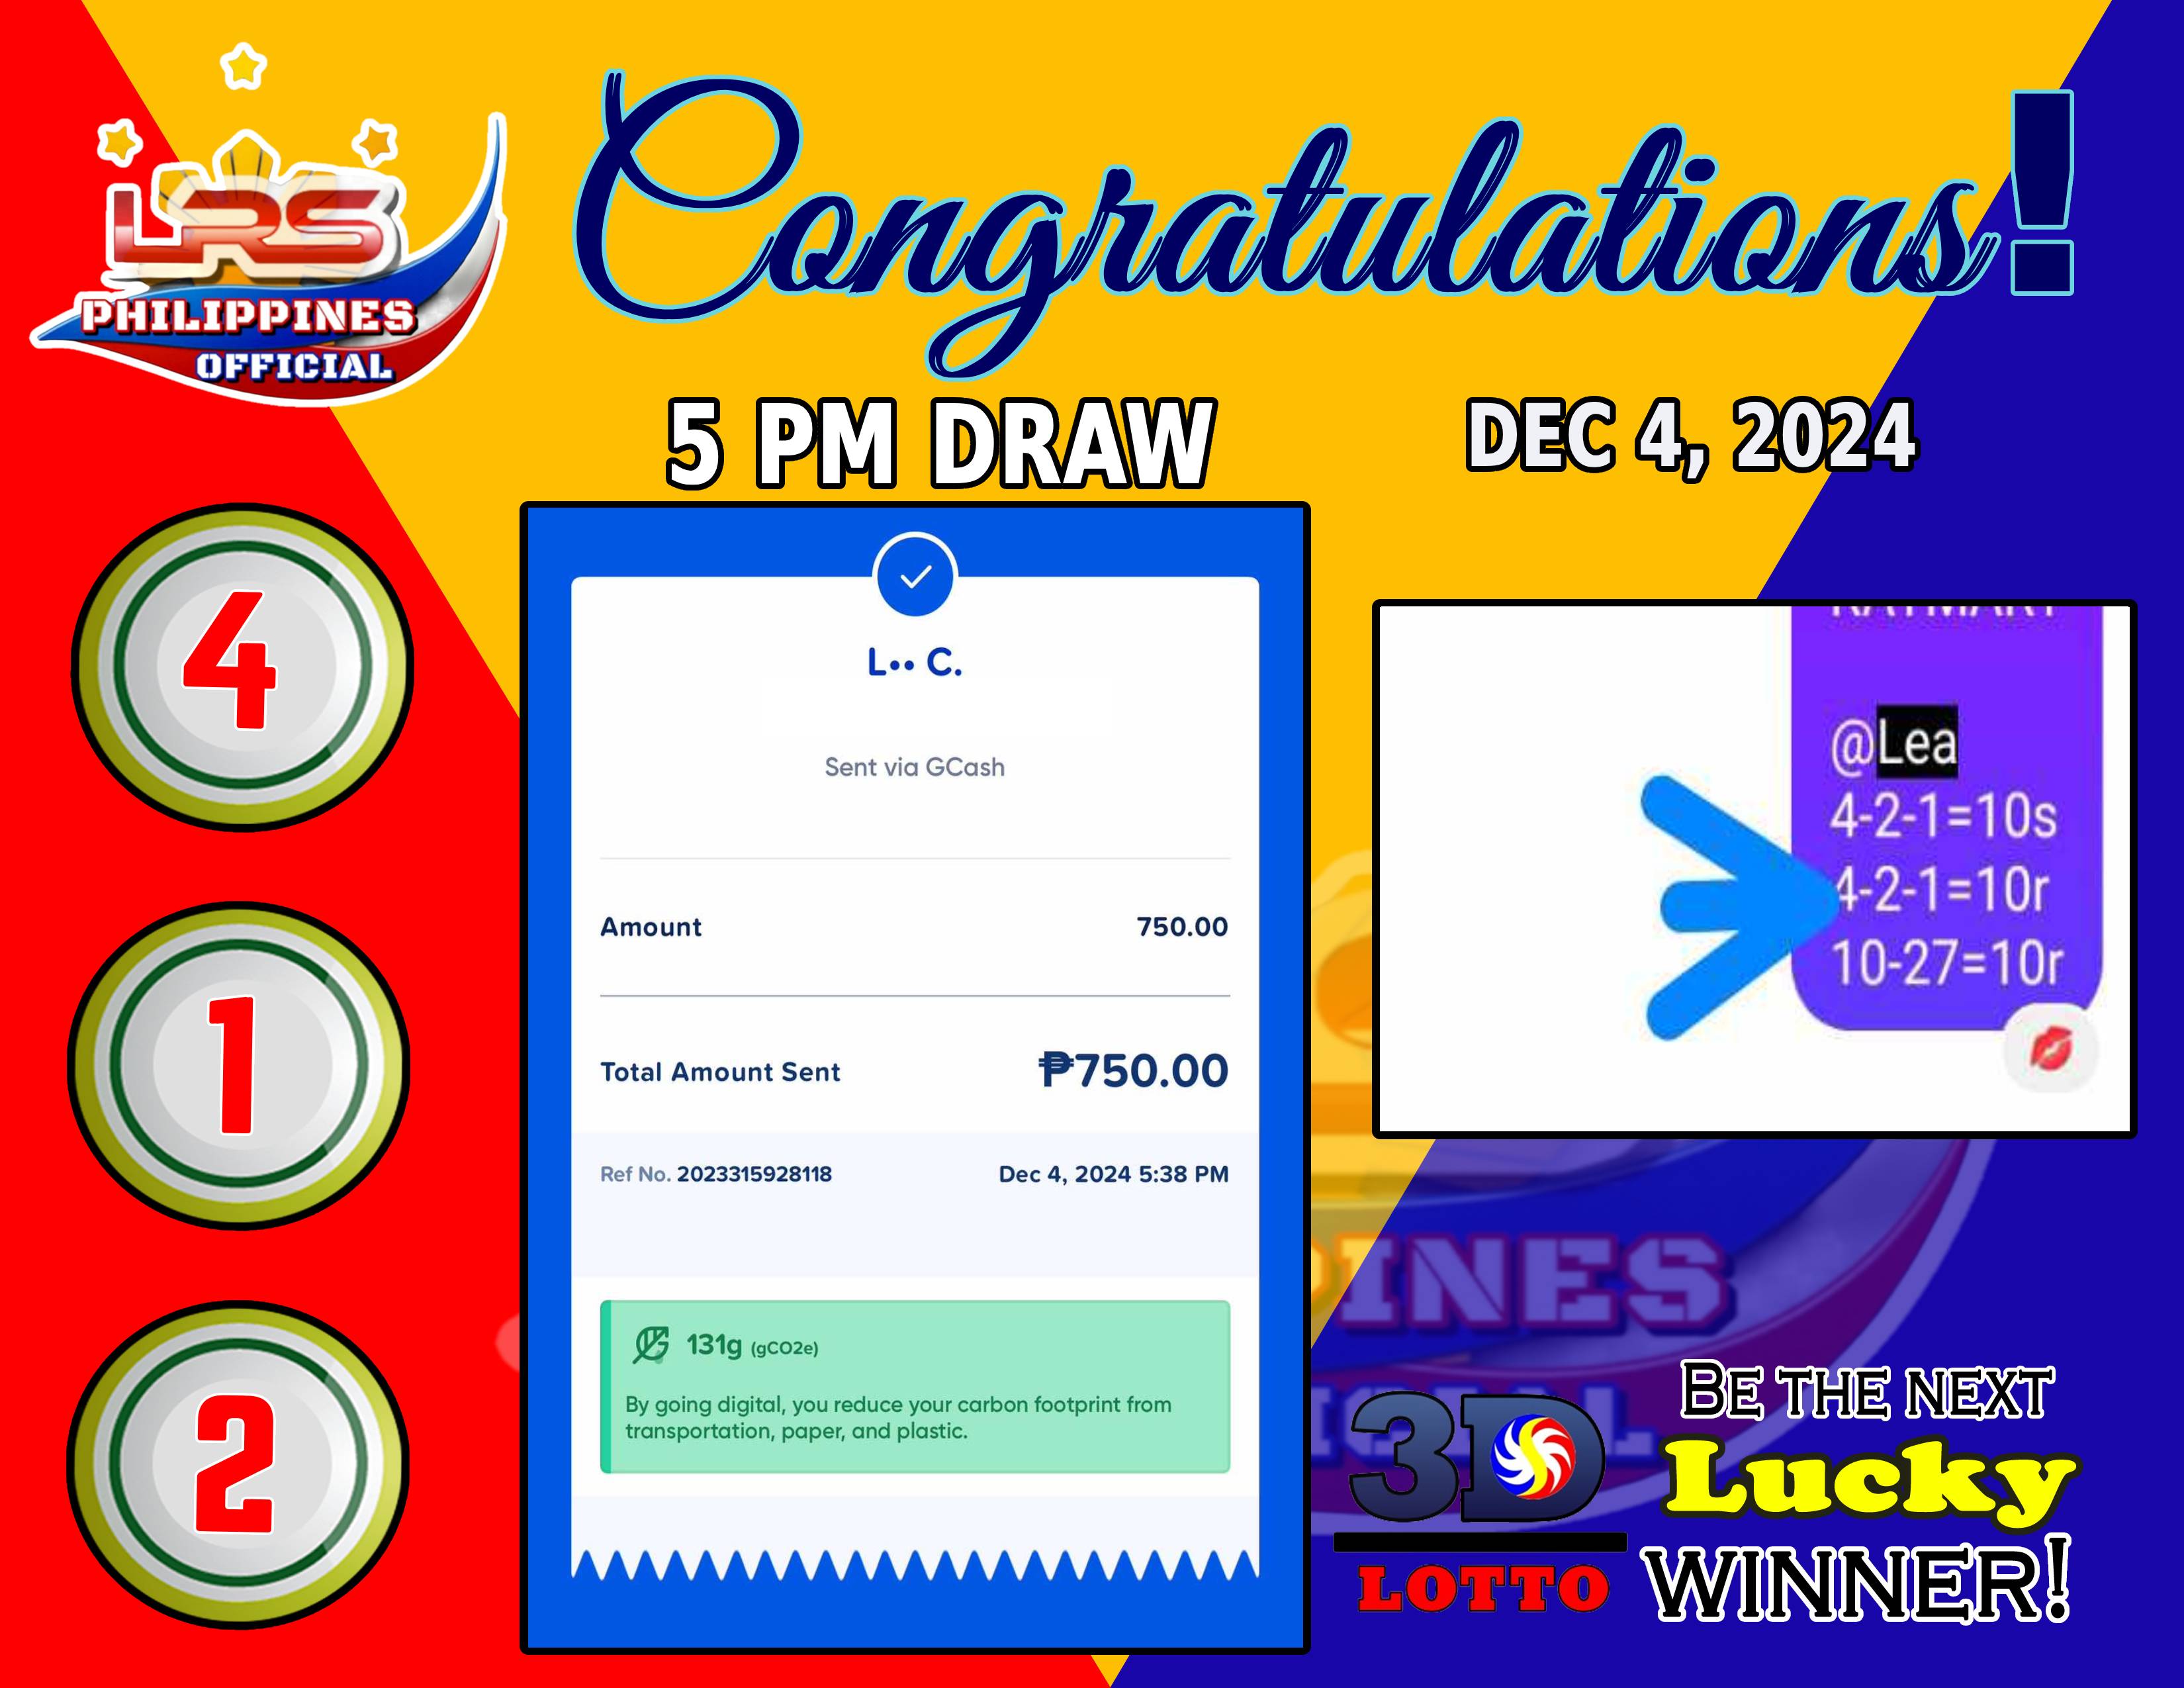 LRS
PHILIPPINES
OFFICIAL
Congratulations!
5 PM DRAW
DEC 4, 2024
4
1
2
L•• C.
Sent via GCash
Amount 750.00
Total Amount Sent ₱750.00
Ref No. 2023315928118 Dec 4, 2024 5:38 PM
131g (gCO2e)
By going digital, you reduce your carbon footprint from
transportation, paper, and plastic.
@Lea
4-2-1=10s
4-2-1=10r
10-27=10r
3D
LOTTO
BE THE NEXT
Lucky
WINNER!